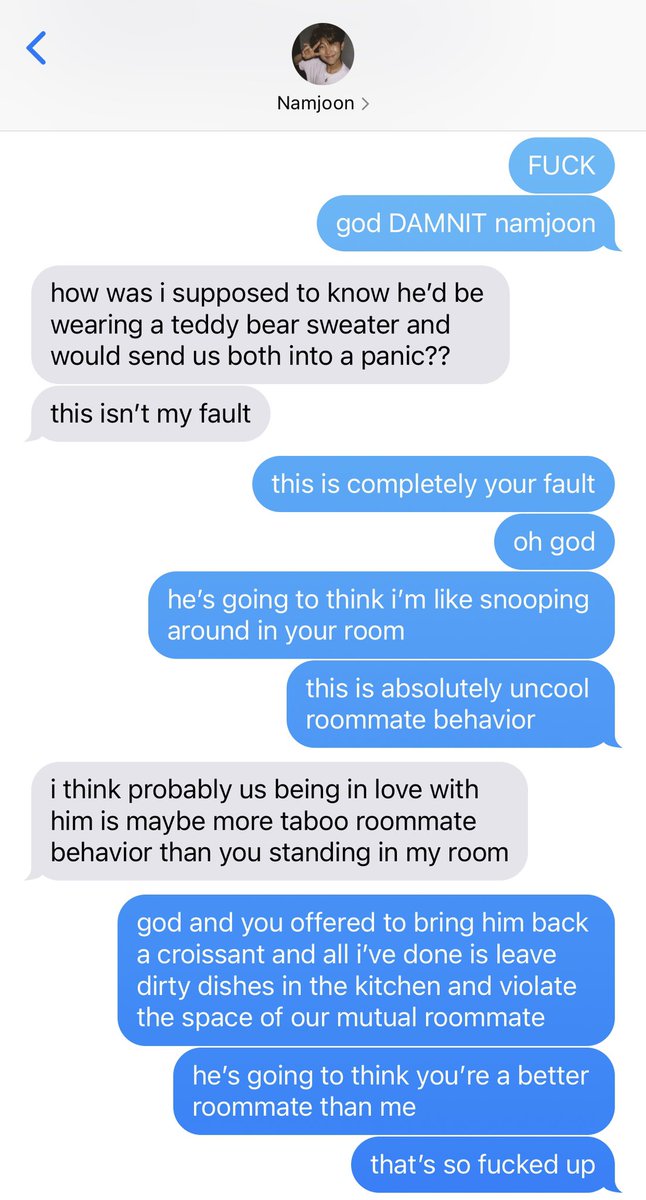 Namjoon
FUCK
god DAMNIT namjoon
how was i supposed to know he’d be
wearing a teddy bear sweater and
would send us both into a panic??
this isn’t my fault
this is completely your fault
oh god
he’s going to think i’m like snooping
around in your room
this is absolutely uncool
roommate behavior
i think probably us being in love with
him is maybe more taboo roommate
behavior than you standing in my room
god and you offered to bring him back
a croissant and all i’ve done is leave
dirty dishes in the kitchen and violate
the space of our mutual roommate
he’s going to think you’re a better
roommate than me
that’s so fucked up